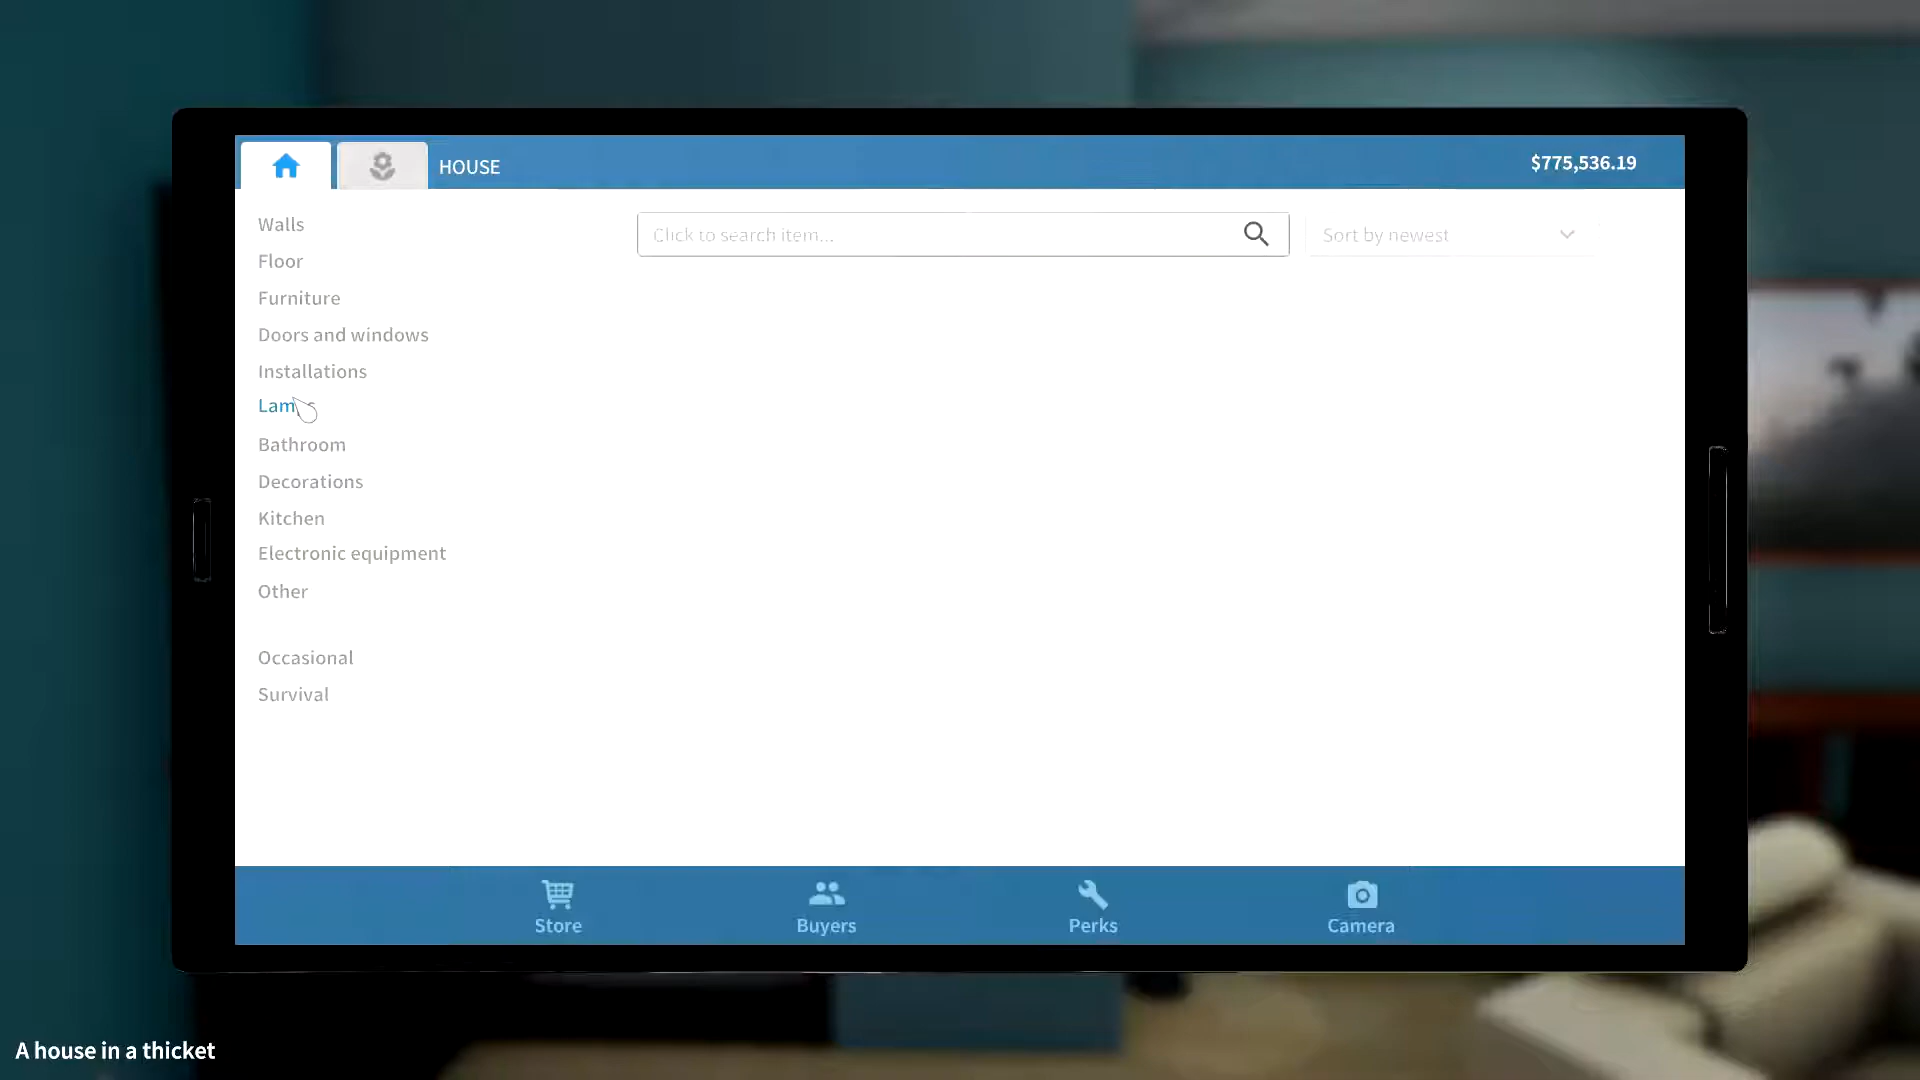 HOUSE
$775,536.19
Walls
Floor
Furniture
Doors and windows
Installations
Lamps
Bathroom
Decorations
Kitchen
Electronic equipment
Other
Occasional
Survival
Click to search item...
Sort by newest
Store
Buyers
Perks
Camera
A house in a thicket